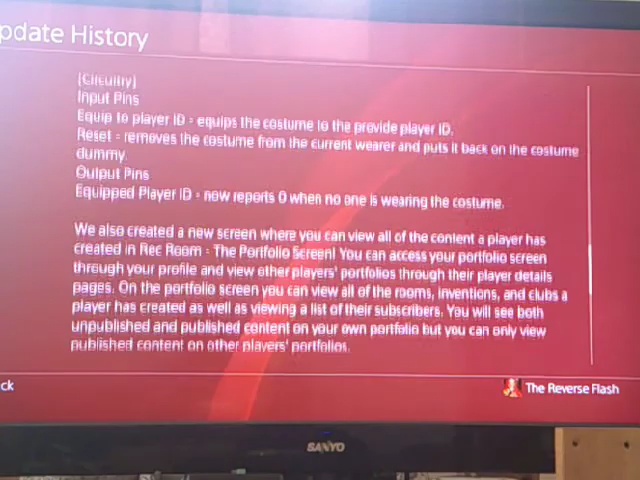 pdate History
[Circuitry]
Input Pins
Equip to player ID - equips the costume to the provide player ID.
Reset - removes the costume from the current wearer and puts it back on the costume
dummy.
Output Pins
Equipped Player ID - now reports 0 when no one is wearing the costume.
We also created a new screen where you can view all of the content a player has
created in Rec Room - The Portfolio Screen! You can access your portfolio screen
through your profile and view other players' portfolios through their player details
pages. On the portfolio screen you can view all of the rooms, inventions, and clubs a
player has created as well as viewing a list of their subscribers. You will see both
unpublished and published content on your own portfolio but you can only view
published content on other players' portfolios.
ck
The Reverse Flash
SANYO